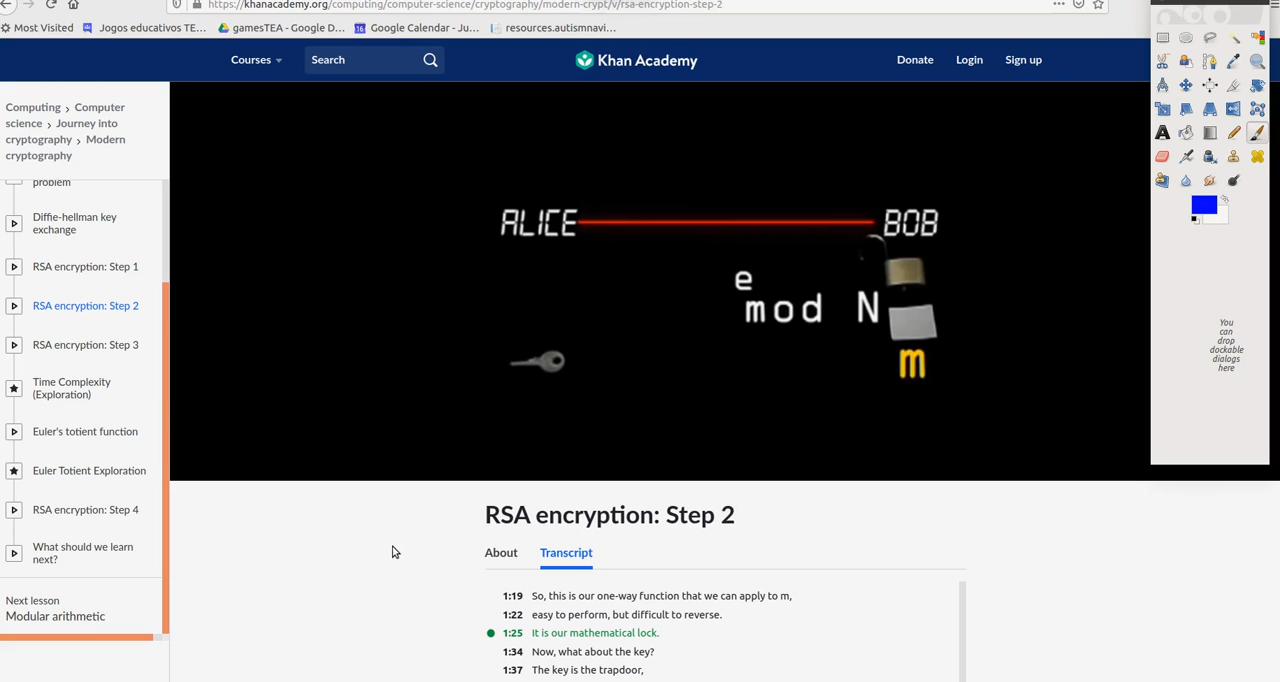 https://khanacademy.org/computing/computer-science/cryptography/modern-crypt/v/rsa-encryption-step-2
Most Visited
Jogos educativos TE...
gamesTEA - Google D...
Google Calendar - Ju...
resources.autismnavi...
Courses
Search
Khan Academy
Donate
Login
Sign up
Computing > Computer
science > Journey into
cryptography > Modern
cryptography
problem
Diffie-hellman key
exchange
RSA encryption: Step 1
RSA encryption: Step 2
RSA encryption: Step 3
Time Complexity
(Exploration)
Euler's totient function
Euler Totient Exploration
RSA encryption: Step 4
What should we learn
next?
Next lesson
Modular arithmetic
ALICE
BOB
e
mod N
m
RSA encryption: Step 2
About
Transcript
1:19 So, this is our one-way function that we can apply to m,
1:22 easy to perform, but difficult to reverse.
1:25 It is our mathematical lock.
1:34 Now, what about the key?
1:37 The key is the trapdoor,
You
can
drop
dockable
dialogs
here